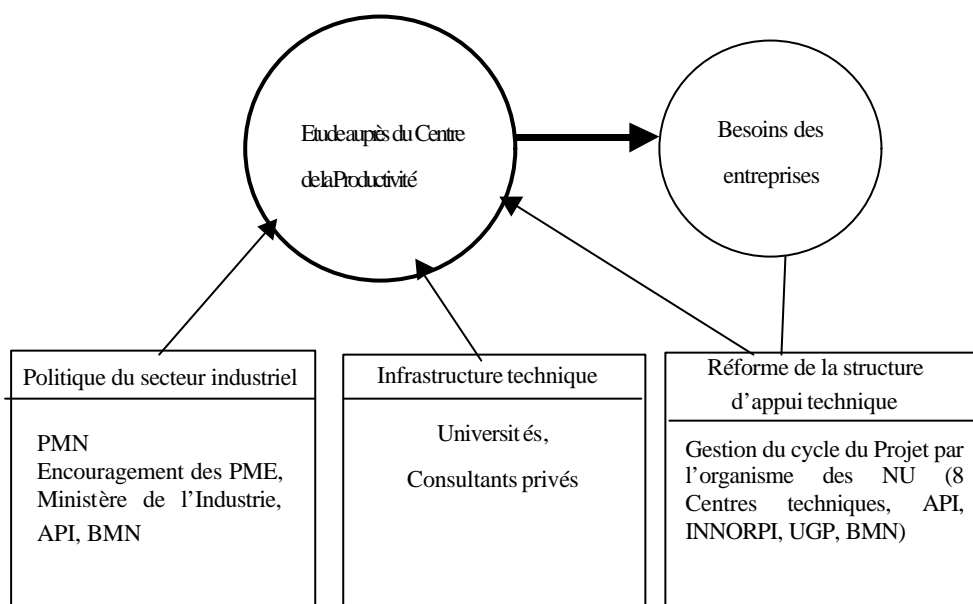 Etude auprès du Centre
de la Productivité
Besoins des
entreprises
Politique du secteur industriel
PMN
Encouragement des PME,
Ministère de l’Industrie,
API, BMN
Infrastructure technique
Universités,
Consultants privés
Réforme de la structure
d’appui technique
Gestion du cycle du Projet par
l’organisme des NU (8
Centres techniques, API,
INNORPI, UGP, BMN)